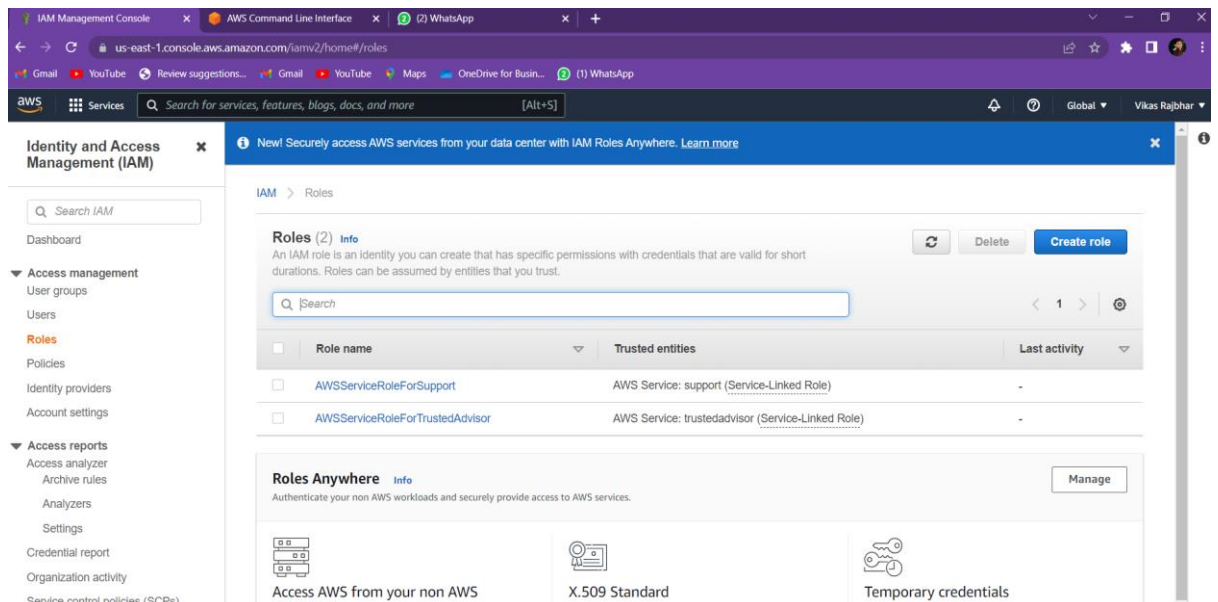 IAM Management Console
AWS Command Line Interface
(2) WhatsApp
us-east-1.console.aws.amazon.com/iamv2/home#/roles
Gmail YouTube Review suggestions... Gmail YouTube Maps OneDrive for Busin... (1) WhatsApp
aws Services Search for services, features, blogs, docs, and more [Alt+S] Global Vikas Rajbhar
Identity and Access
Management (IAM)
Search IAM
Dashboard
Access management
User groups
Users
Roles
Policies
Identity providers
Account settings
Access reports
Access analyzer
Archive rules
Analyzers
Settings
Credential report
Organization activity
Service control policies (SCPs)
New! Securely access AWS services from your data center with IAM Roles Anywhere. Learn more
IAM > Roles
Roles (2) Info
An IAM role is an identity you can create that has specific permissions with credentials that are valid for short
durations. Roles can be assumed by entities that you trust.
Delete Create role
Search
1
Role name Trusted entities Last activity
AWSServiceRoleForSupport AWS Service: support (Service-Linked Role) -
AWSServiceRoleForTrustedAdvisor AWS Service: trustedadvisor (Service-Linked Role) -
Roles Anywhere Info
Authenticate your non AWS workloads and securely provide access to AWS services.
Manage
Access AWS from your non AWS X.509 Standard Temporary credentials